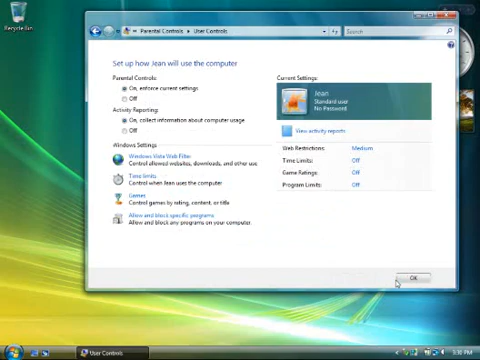 Recycle Bin
Parental Controls
User Controls
Search
Set up how Jean will use the computer
Parental Controls:
On, enforce current settings
Off
Activity Reporting:
On, collect information about computer usage
Off
Windows Settings
Windows Vista Web Filter
Control allowed websites, downloads, and other use
Time limits
Control when Jean uses the computer
Games
Control games by rating, content, or title
Allow and block specific programs
Allow and block any programs on your computer.
Current Settings:
Jean
Standard user
No Password
View activity reports
Web Restrictions: Medium
Time Limits: Off
Game Ratings: Off
Program Limits: Off
OK
User Controls